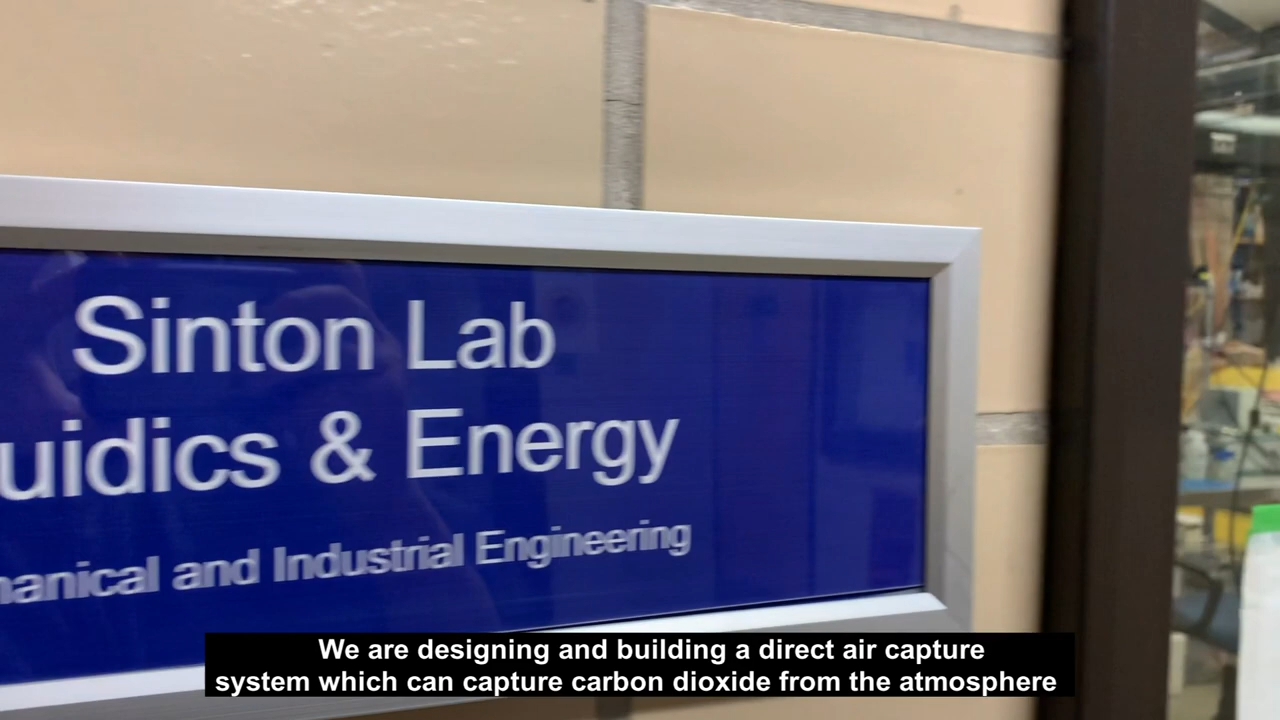 Sinton Lab
uidics & Energy
hanical and Industrial Engineering
We are designing and building a direct air capture
system which can capture carbon dioxide from the atmosphere